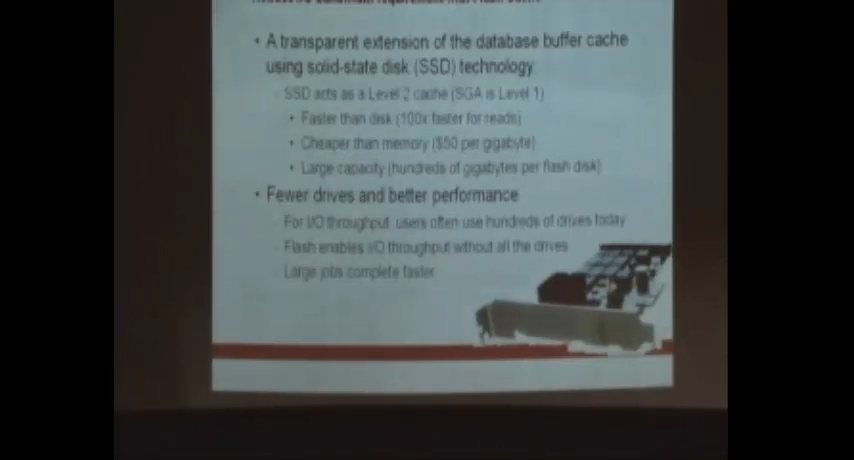 • A transparent extension of the database buffer cache
using solid-state disk (SSD) technology
- SSD acts as a Level 2 cache (SGA is Level 1)
• Faster than disk (100x faster for reads)
• Cheaper than memory ($50 per gigabyte)
• Large capacity (hundreds of gigabytes per flash disk)
• Fewer drives and better performance
- For I/O throughput, users often use hundreds of drives today
- Flash enables I/O throughput without all the drives
- Large jobs complete faster